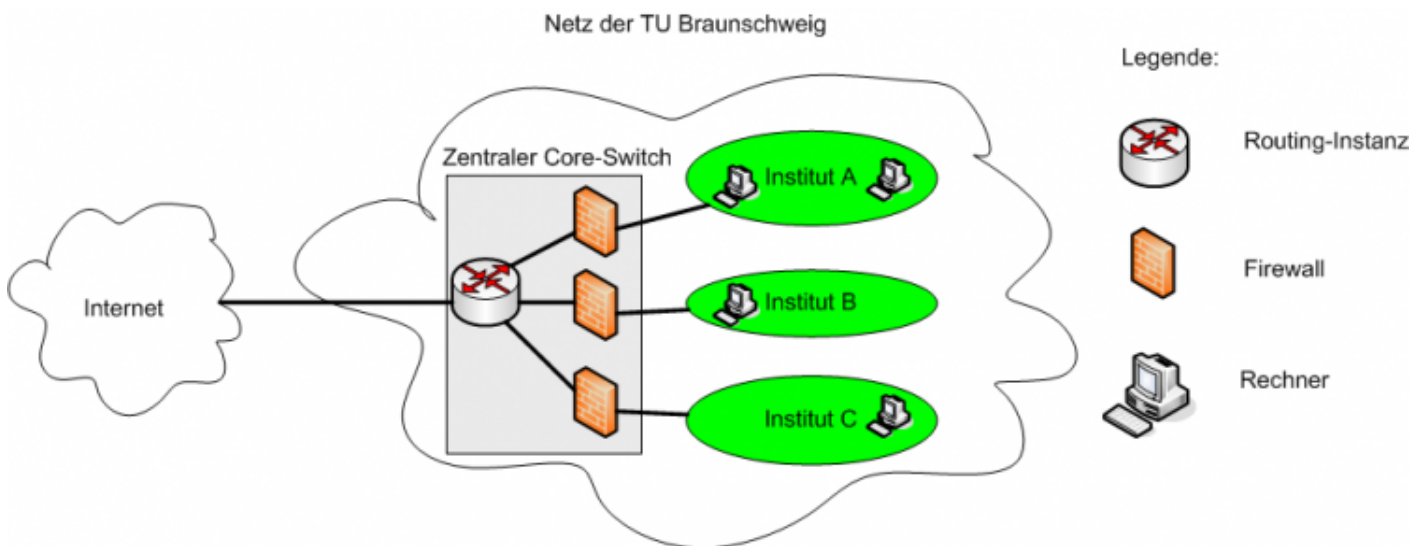 Netz der TU Braunschweig
Legende:
Zentraler Core-Switch
Institut A
Routing-Instanz
Internet
Institut B
Firewall
Institut C
Rechner